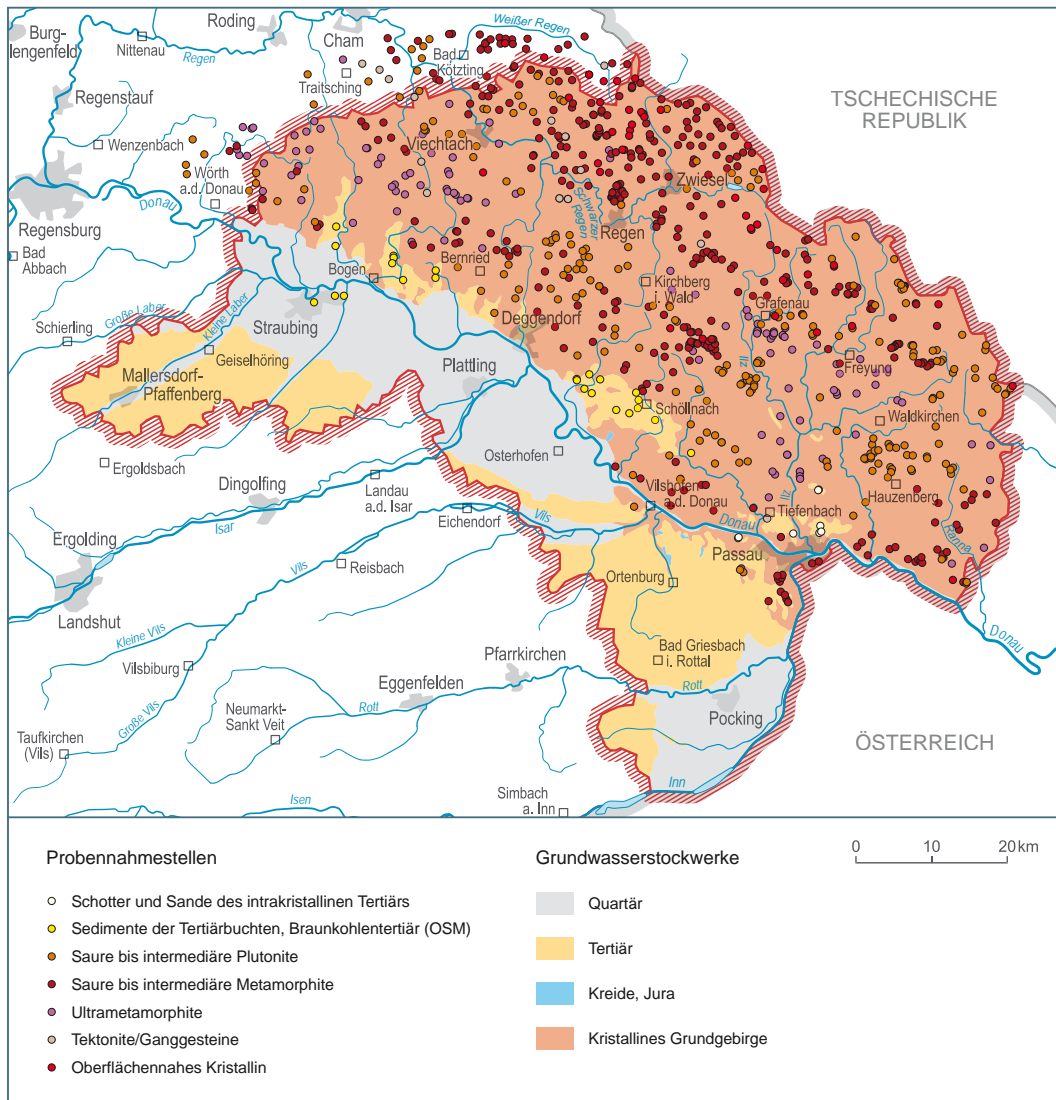 Burg-
lengenfeld
Nittenau
Regen
Roding
Cham
Weißer Regen
Bad
Kötzting
Traitsching
Regenstauf
TSCHECHISCHE
REPUBLIK
Wenzenbach
Viechtach
Wörth
a.d. Donau
Zwiesel
Donau
Schwarzer
Regen
Regensburg
Regen
Bad
Abbach
Bernried
Bogen
Kirchberg
i. Wald
Große Laber
Kleine Laber
Grafenau
Schierling
Straubing
Deggendorf
Geiselhöring
Plattling
Ilz
Freyung
Mallersdorf-
Pfaffenberg
Schöllnach
Waldkirchen
Ergoldsbach
Osterhofen
Dingolfing
Landau
a.d. Isar
Vilshofen
a.d. Donau
Ilz
Hauzenberg
Isar
Eichendorf
Vils
Tiefenbach
Donau
Ranna
Ergolding
Passau
Vils
Reisbach
Ortenburg
Landshut
Kleine Vils
Donau
Vilsbiburg
Bad Griesbach
i. Rottal
Pfarrkirchen
Eggenfelden
Rott
Große Vils
Neumarkt-
Sankt Veit
Rott
Pocking
Taufkirchen
(Vils)
ÖSTERREICH
Inn
Isen
Simbach
a. Inn
Probennahmestellen
Schotter und Sande des intrakristallinen Tertiärs
Sedimente der Tertiärbuchten, Braunkohlentertiär (OSM)
Saure bis intermediäre Plutonite
Saure bis intermediäre Metamorphite
Ultrametamorphite
Tektonite/Ganggesteine
Oberflächennahes Kristallin
Grundwasserstockwerke
Quartär
Tertiär
Kreide, Jura
Kristallines Grundgebirge
0 10 20 km